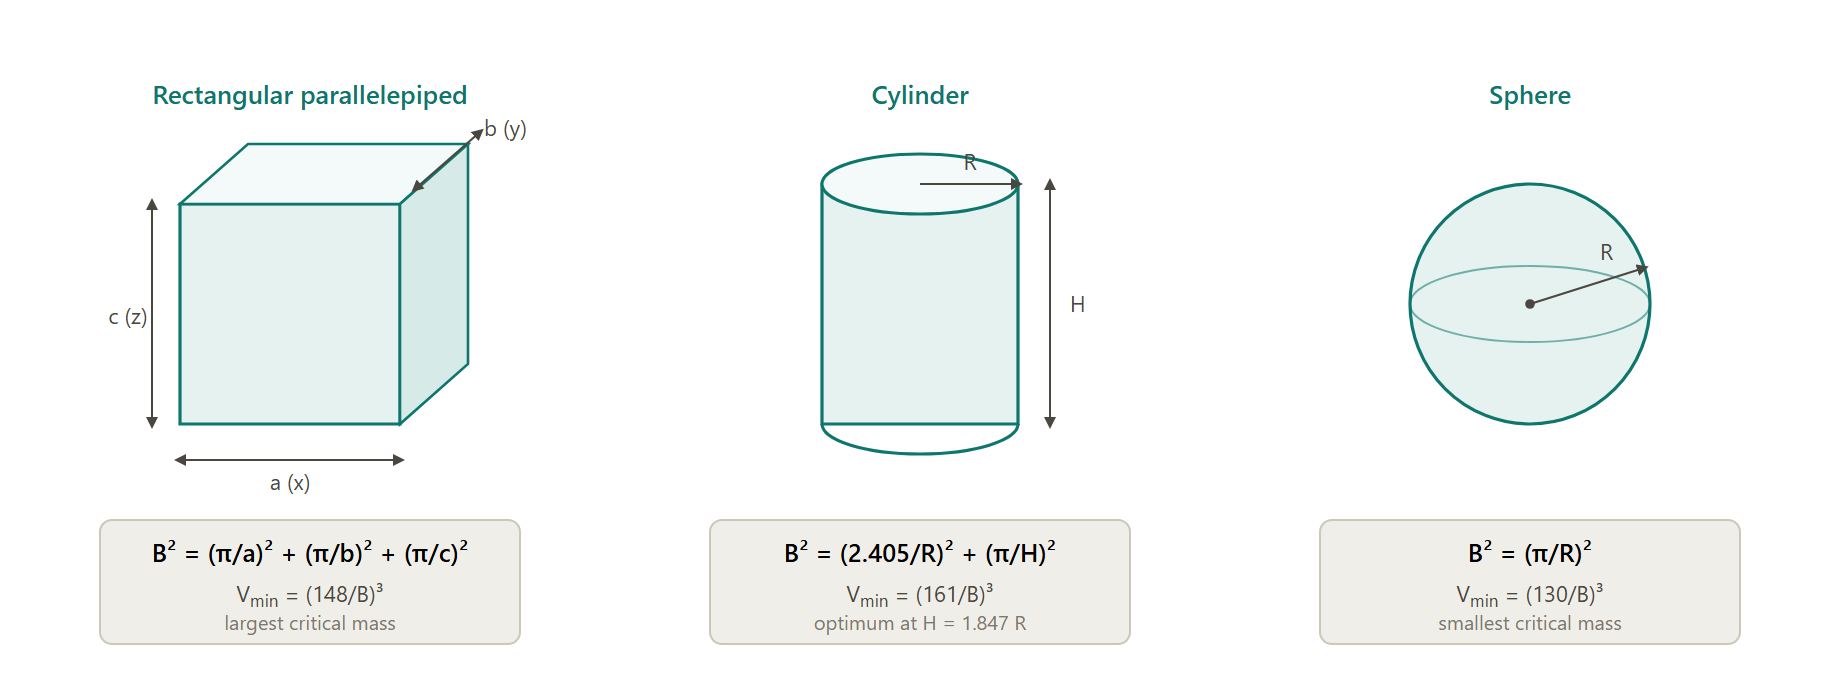 Rectangular parallelepiped
b (y)
c (z)
a (x)
B² = (π/a)² + (π/b)² + (π/c)²
Vmin = (148/B)³
largest critical mass
Cylinder
R
H
B² = (2.405/R)² + (π/H)²
Vmin = (161/B)³
optimum at H = 1.847 R
Sphere
R
B² = (π/R)²
Vmin = (130/B)³
smallest critical mass